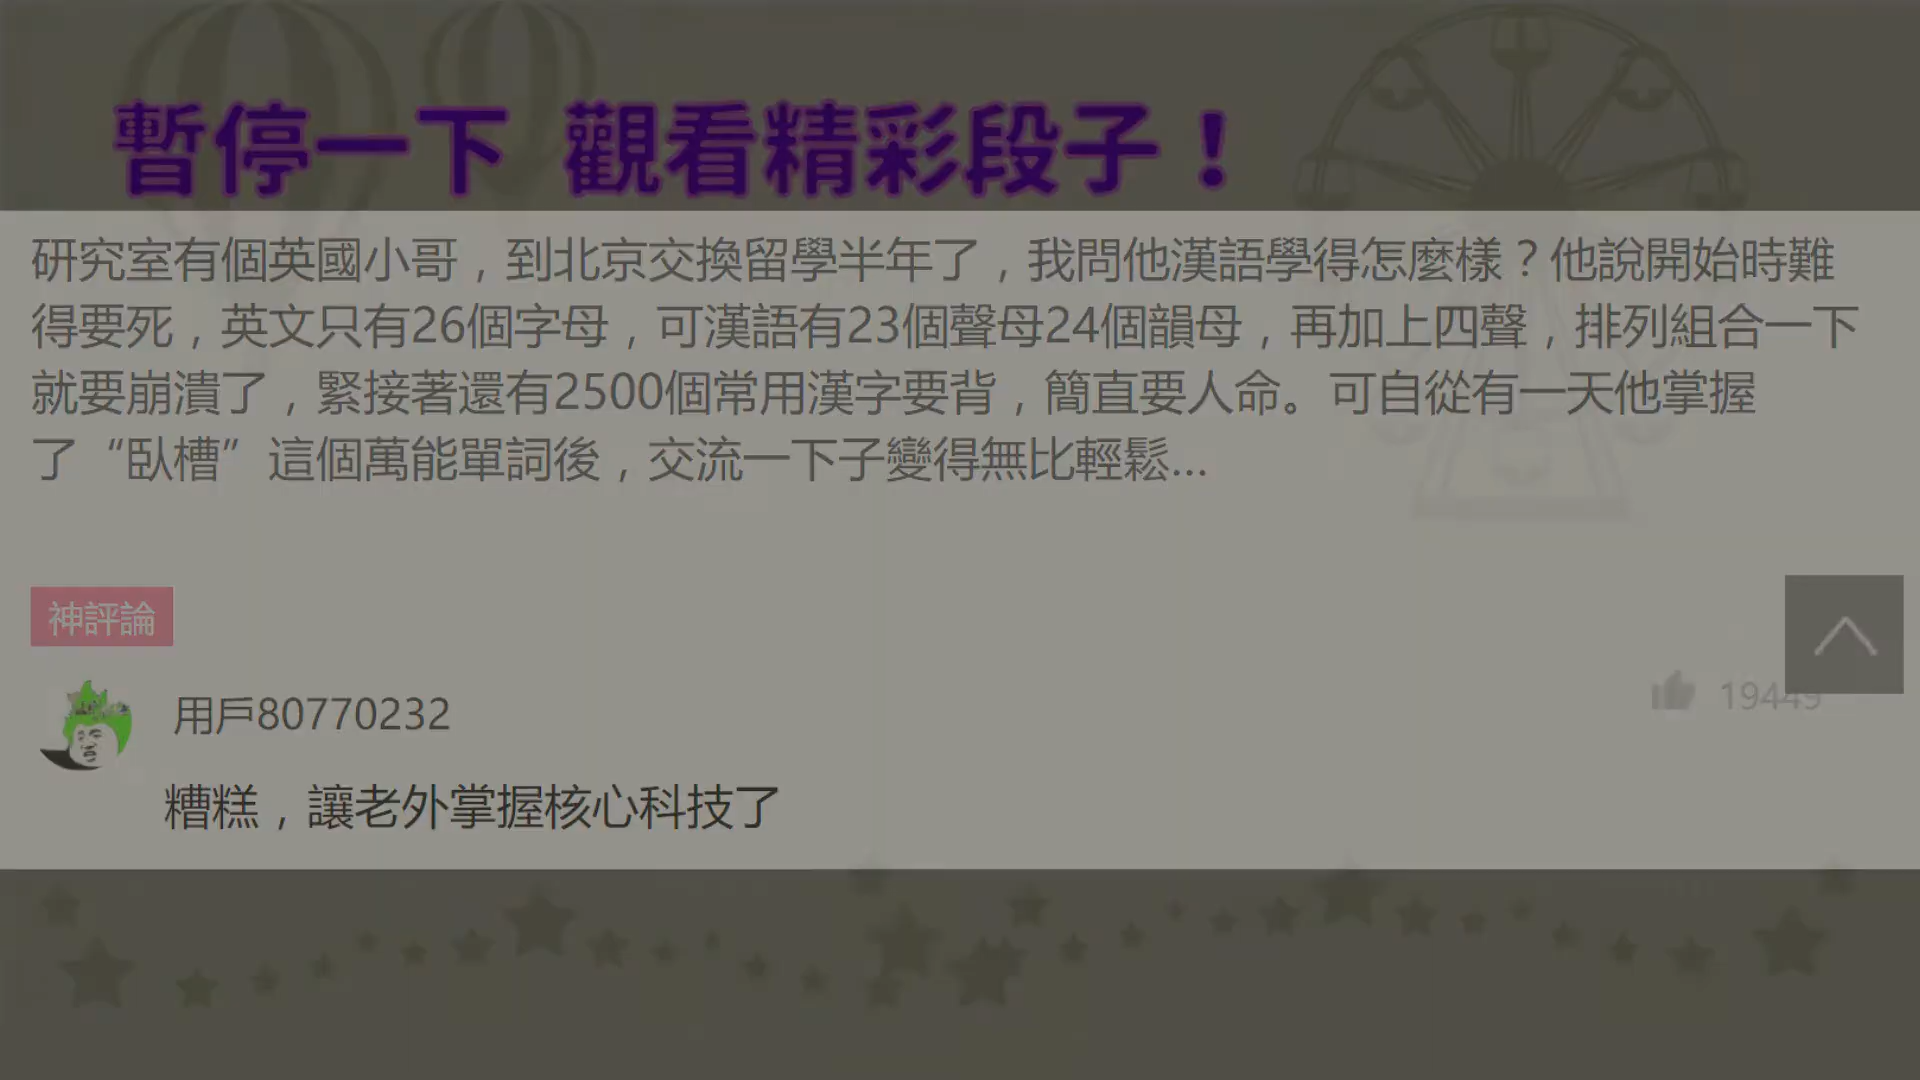 暫停一下 觀看精彩段子！
研究室有個英國小哥，到北京交換留學半年了，我問他漢語學得怎麼樣？他說開始時難
得要死，英文只有26個字母，可漢語有23個聲母24個韻母，再加上四聲，排列組合一下
就要崩潰了，緊接著還有2500個常用漢字要背，簡直要人命。可自從有一天他掌握
了“臥槽”這個萬能單詞後，交流一下子變得無比輕鬆...
神評論
用戶80770232
19449
糟糕，讓老外掌握核心科技了